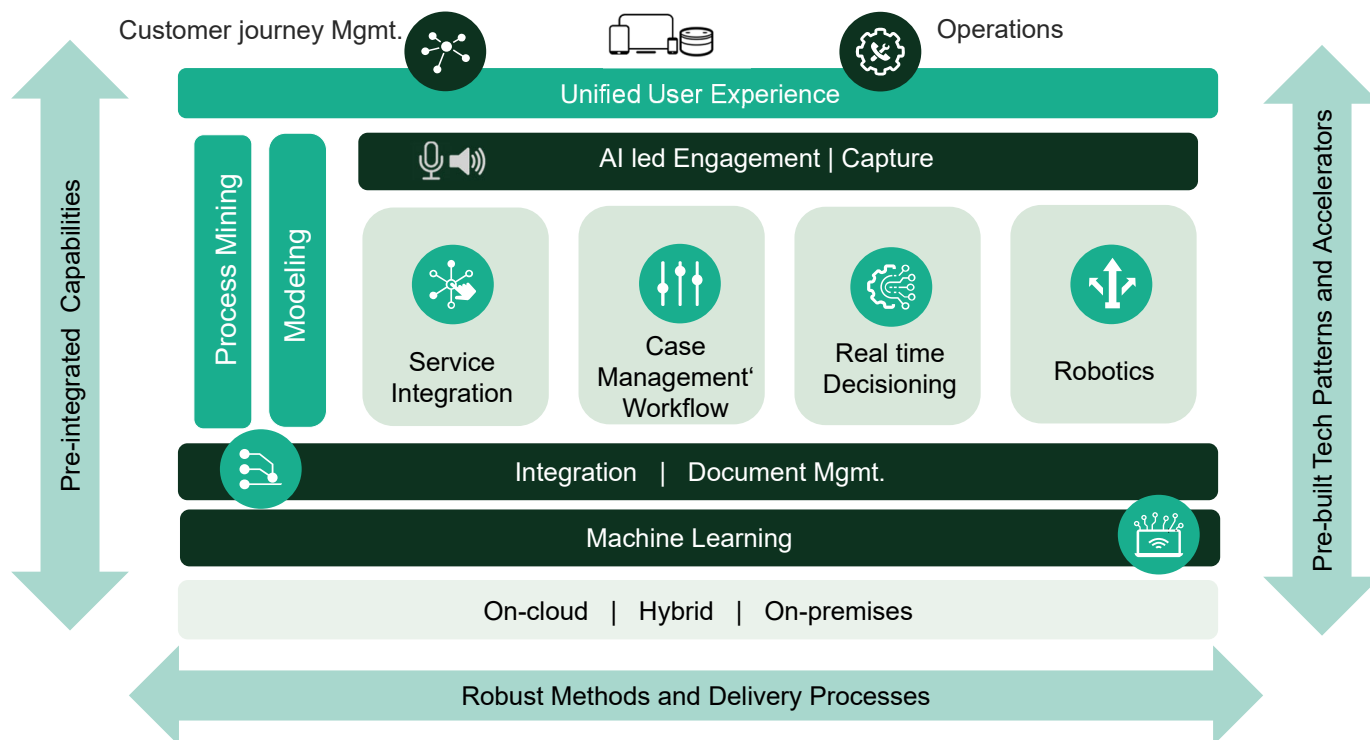 Customer journey Mgmt.
Operations
Unified User Experience
Pre-integrated Capabilities
Process Mining
Modeling
AI led Engagement | Capture
Service
Integration
Case
Management‘
Workflow
Real time
Decisioning
Robotics
Pre-built Tech Patterns and Accelerators
Integration | Document Mgmt.
Machine Learning
On-cloud | Hybrid | On-premises
Robust Methods and Delivery Processes